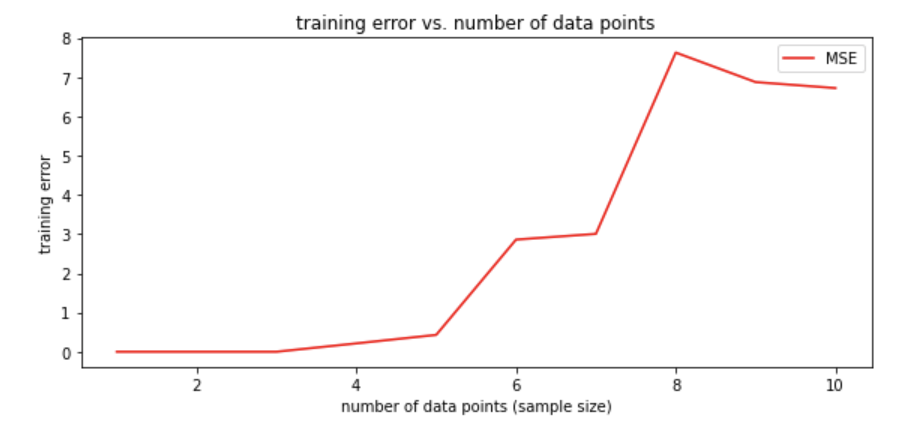 training error vs. number of data points
MSE
training error
8
7
6
5
4
3
2
1
0
2 4 6 8 10
number of data points (sample size)